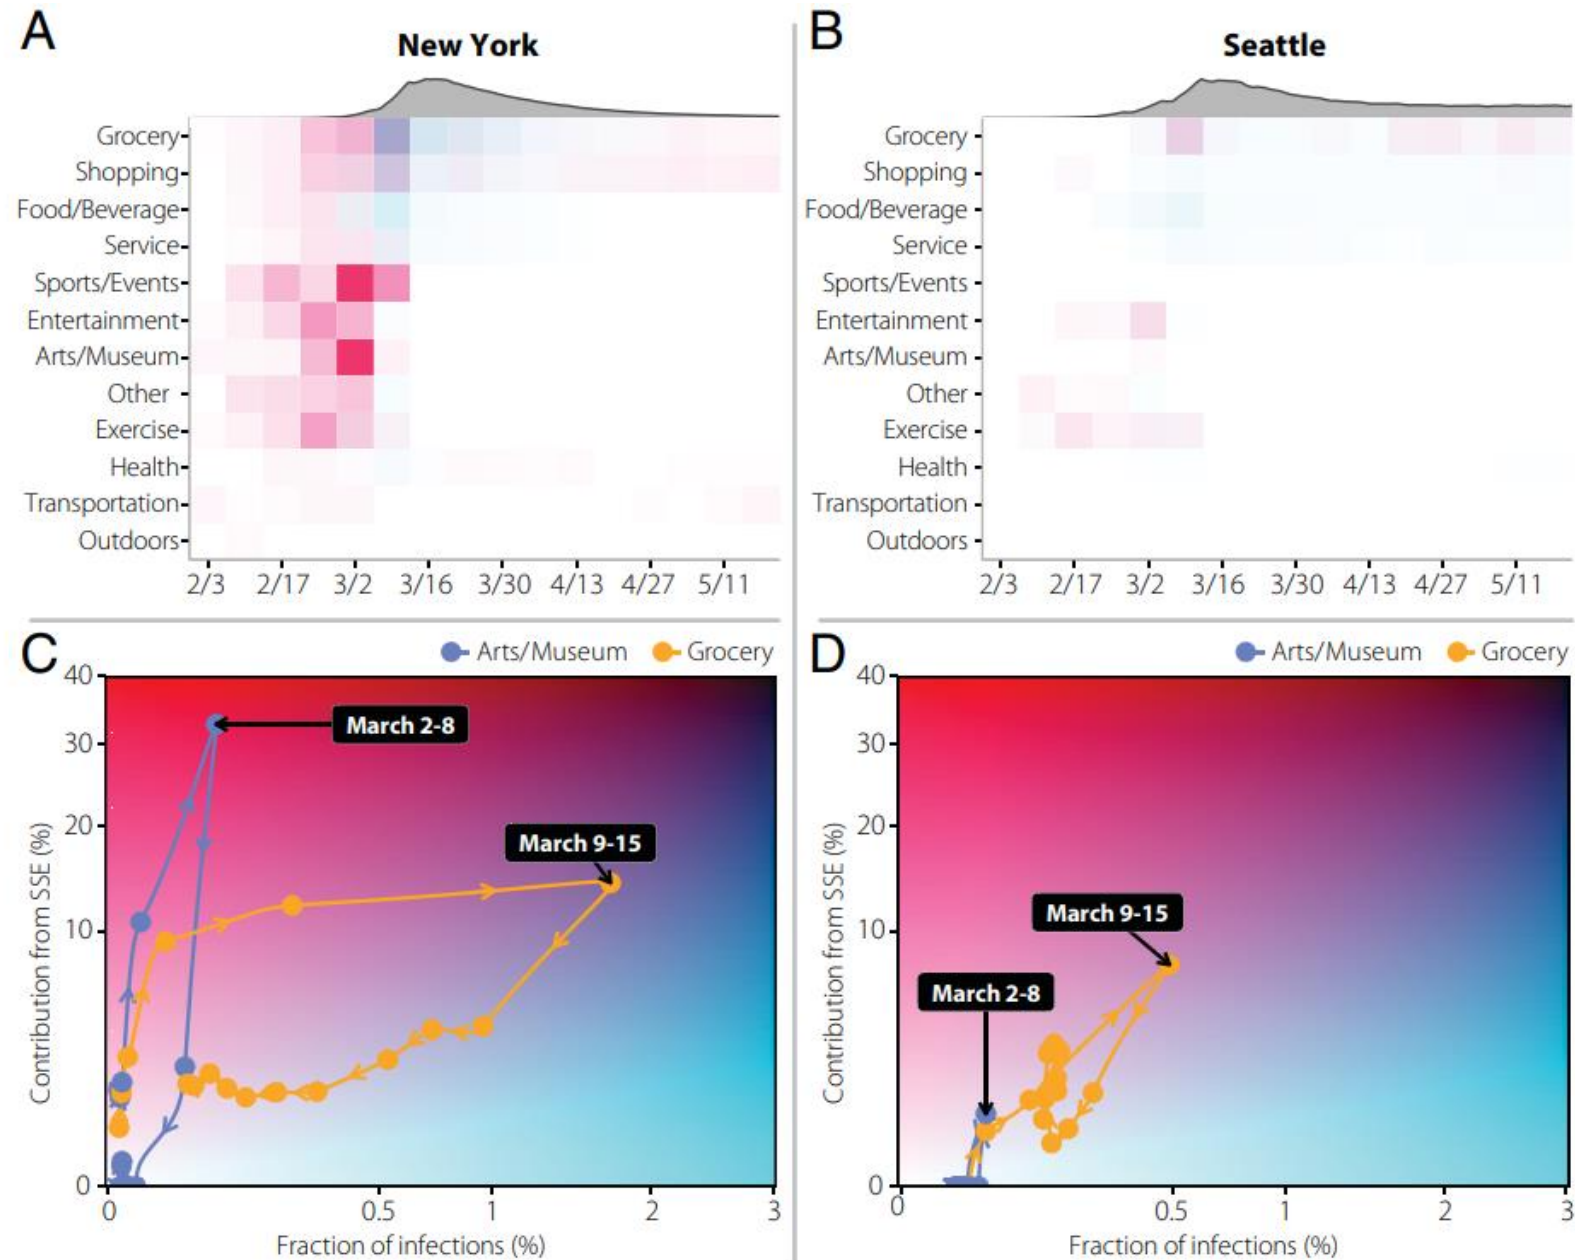 A
New York
Grocery
Shopping
Food/Beverage
Service
Sports/Events
Entertainment
Arts/Museum
Other
Exercise
Health
Transportation
Outdoors
2/3 2/17 3/2 3/16 3/30 4/13 4/27 5/11
B
Seattle
Grocery
Shopping
Food/Beverage
Service
Sports/Events
Entertainment
Arts/Museum
Other
Exercise
Health
Transportation
Outdoors
2/3 2/17 3/2 3/16 3/30 4/13 4/27 5/11
C
Arts/Museum Grocery
Contribution from SSE (%)
40
30
20
10
0
March 2-8
March 9-15
0 0.5 1 2 3
Fraction of infections (%)
D
Arts/Museum Grocery
Contribution from SSE (%)
40
30
20
10
0
March 9-15
March 2-8
0 0.5 1 2 3
Fraction of infections (%)